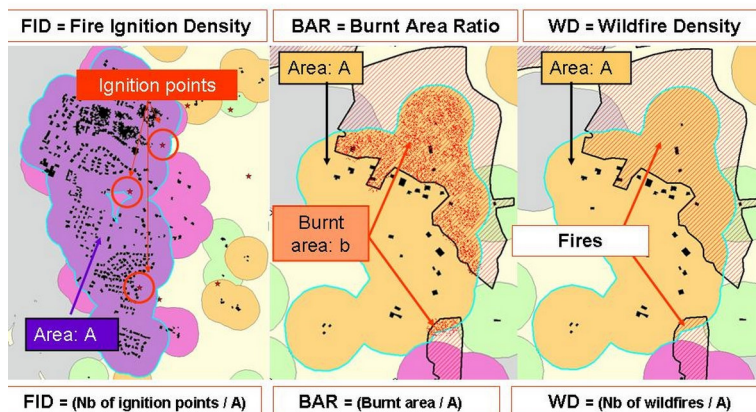 FID = Fire Ignition Density
BAR = Burnt Area Ratio
WD = Wildfire Density
Ignition points
Area: A
Area: A
Area: A
Burnt
area: b
Fires
FID = (Nb of ignition points / A)
BAR = (Burnt area / A)
WD = (Nb of wildfires / A)